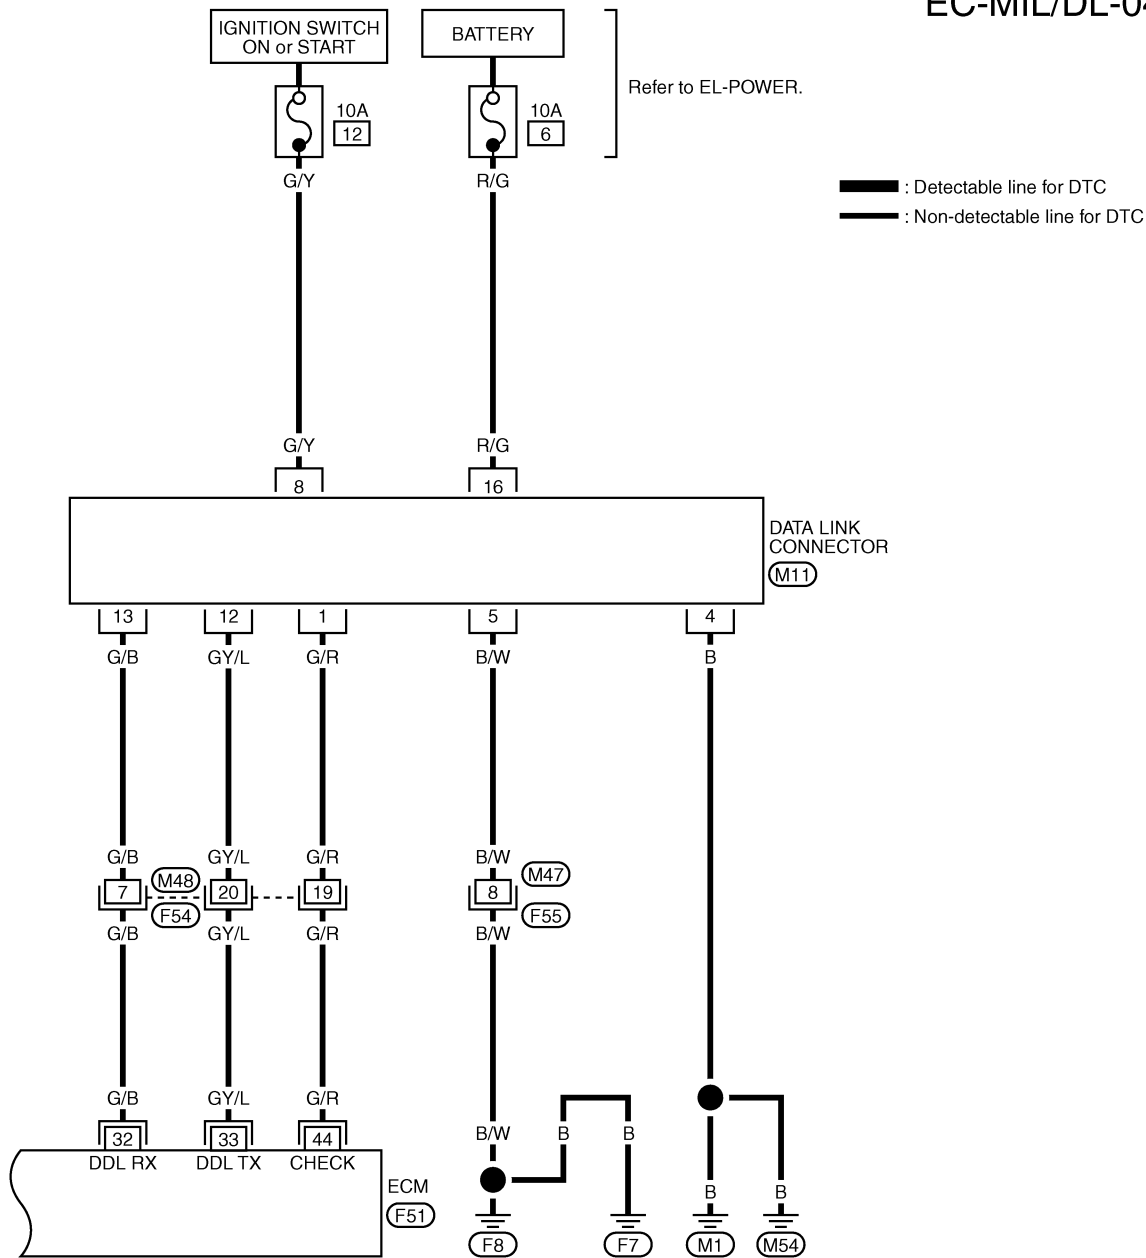 EC-MIL/DL-04
IGNITION SWITCH
ON or START
BATTERY
Refer to EL-POWER.
10A
12
10A
6
G/Y
R/G
: Detectable line for DTC
: Non-detectable line for DTC
G/Y
R/G
8
16
DATA LINK
CONNECTOR
M11
13
12
1
5
4
G/B
GY/L
G/R
B/W
B
G/B
GY/L
G/R
B/W
7
M48
20
19
8
M47
F54
F55
G/B
GY/L
G/R
B/W
G/B
GY/L
G/R
32
33
44
B/W
B
B
DDL RX
DDL TX
CHECK
ECM
F51
B
B
F8
F7
M1
M54